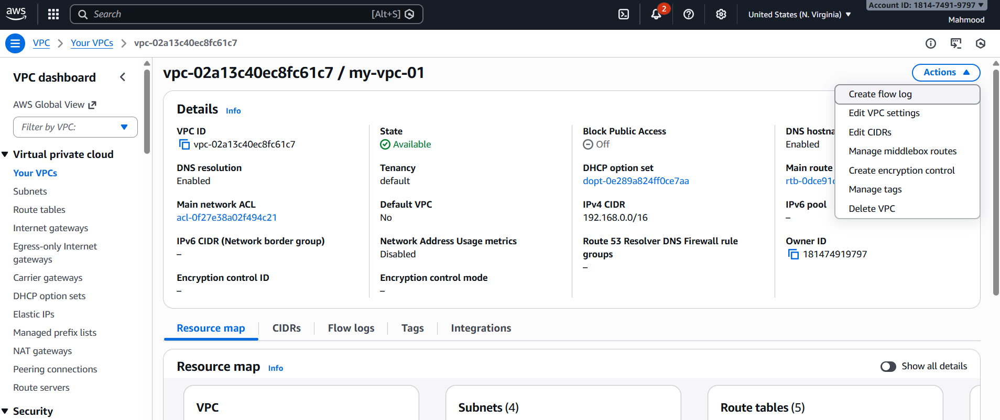 aws
Search
[Alt+S]
2
United States (N. Virginia)
Account ID: 1814-7491-9797
Mahmood
VPC
Your VPCs
vpc-02a13c40ec8fc61c7
VPC dashboard
AWS Global View
Filter by VPC:
Virtual private cloud
Your VPCs
Subnets
Route tables
Internet gateways
Egress-only Internet
gateways
Carrier gateways
DHCP option sets
Elastic IPs
Managed prefix lists
NAT gateways
Peering connections
Route servers
Security
vpc-02a13c40ec8fc61c7 / my-vpc-01
Actions
Create flow log
Edit VPC settings
Edit CIDRs
Manage middlebox routes
Create encryption control
Manage tags
Delete VPC
Details
Info
VPC ID
vpc-02a13c40ec8fc61c7
State
Available
Block Public Access
Off
DNS hostna
Enabled
DNS resolution
Enabled
Tenancy
default
DHCP option set
dopt-0e289a824ff0ce7aa
Main route
rtb-0dce91c
Main network ACL
acl-0f27e38a02f494c21
Default VPC
No
IPv4 CIDR
192.168.0.0/16
IPv6 pool
–
IPv6 CIDR (Network border group)
–
Network Address Usage metrics
Disabled
Route 53 Resolver DNS Firewall rule
groups
–
Owner ID
181474919797
Encryption control ID
–
Encryption control mode
–
Resource map
CIDRs
Flow logs
Tags
Integrations
Resource map
Info
Show all details
VPC
Subnets (4)
Route tables (5)